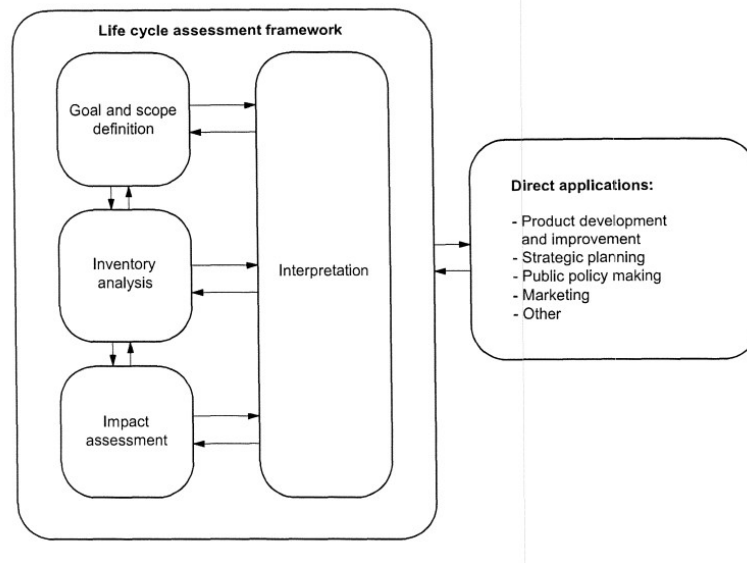 Life cycle assessment framework
Goal and scope
definition
Inventory
analysis
Impact
assessment
Interpretation
Direct applications:
- Product development
and improvement
- Strategic planning
- Public policy making
- Marketing
- Other